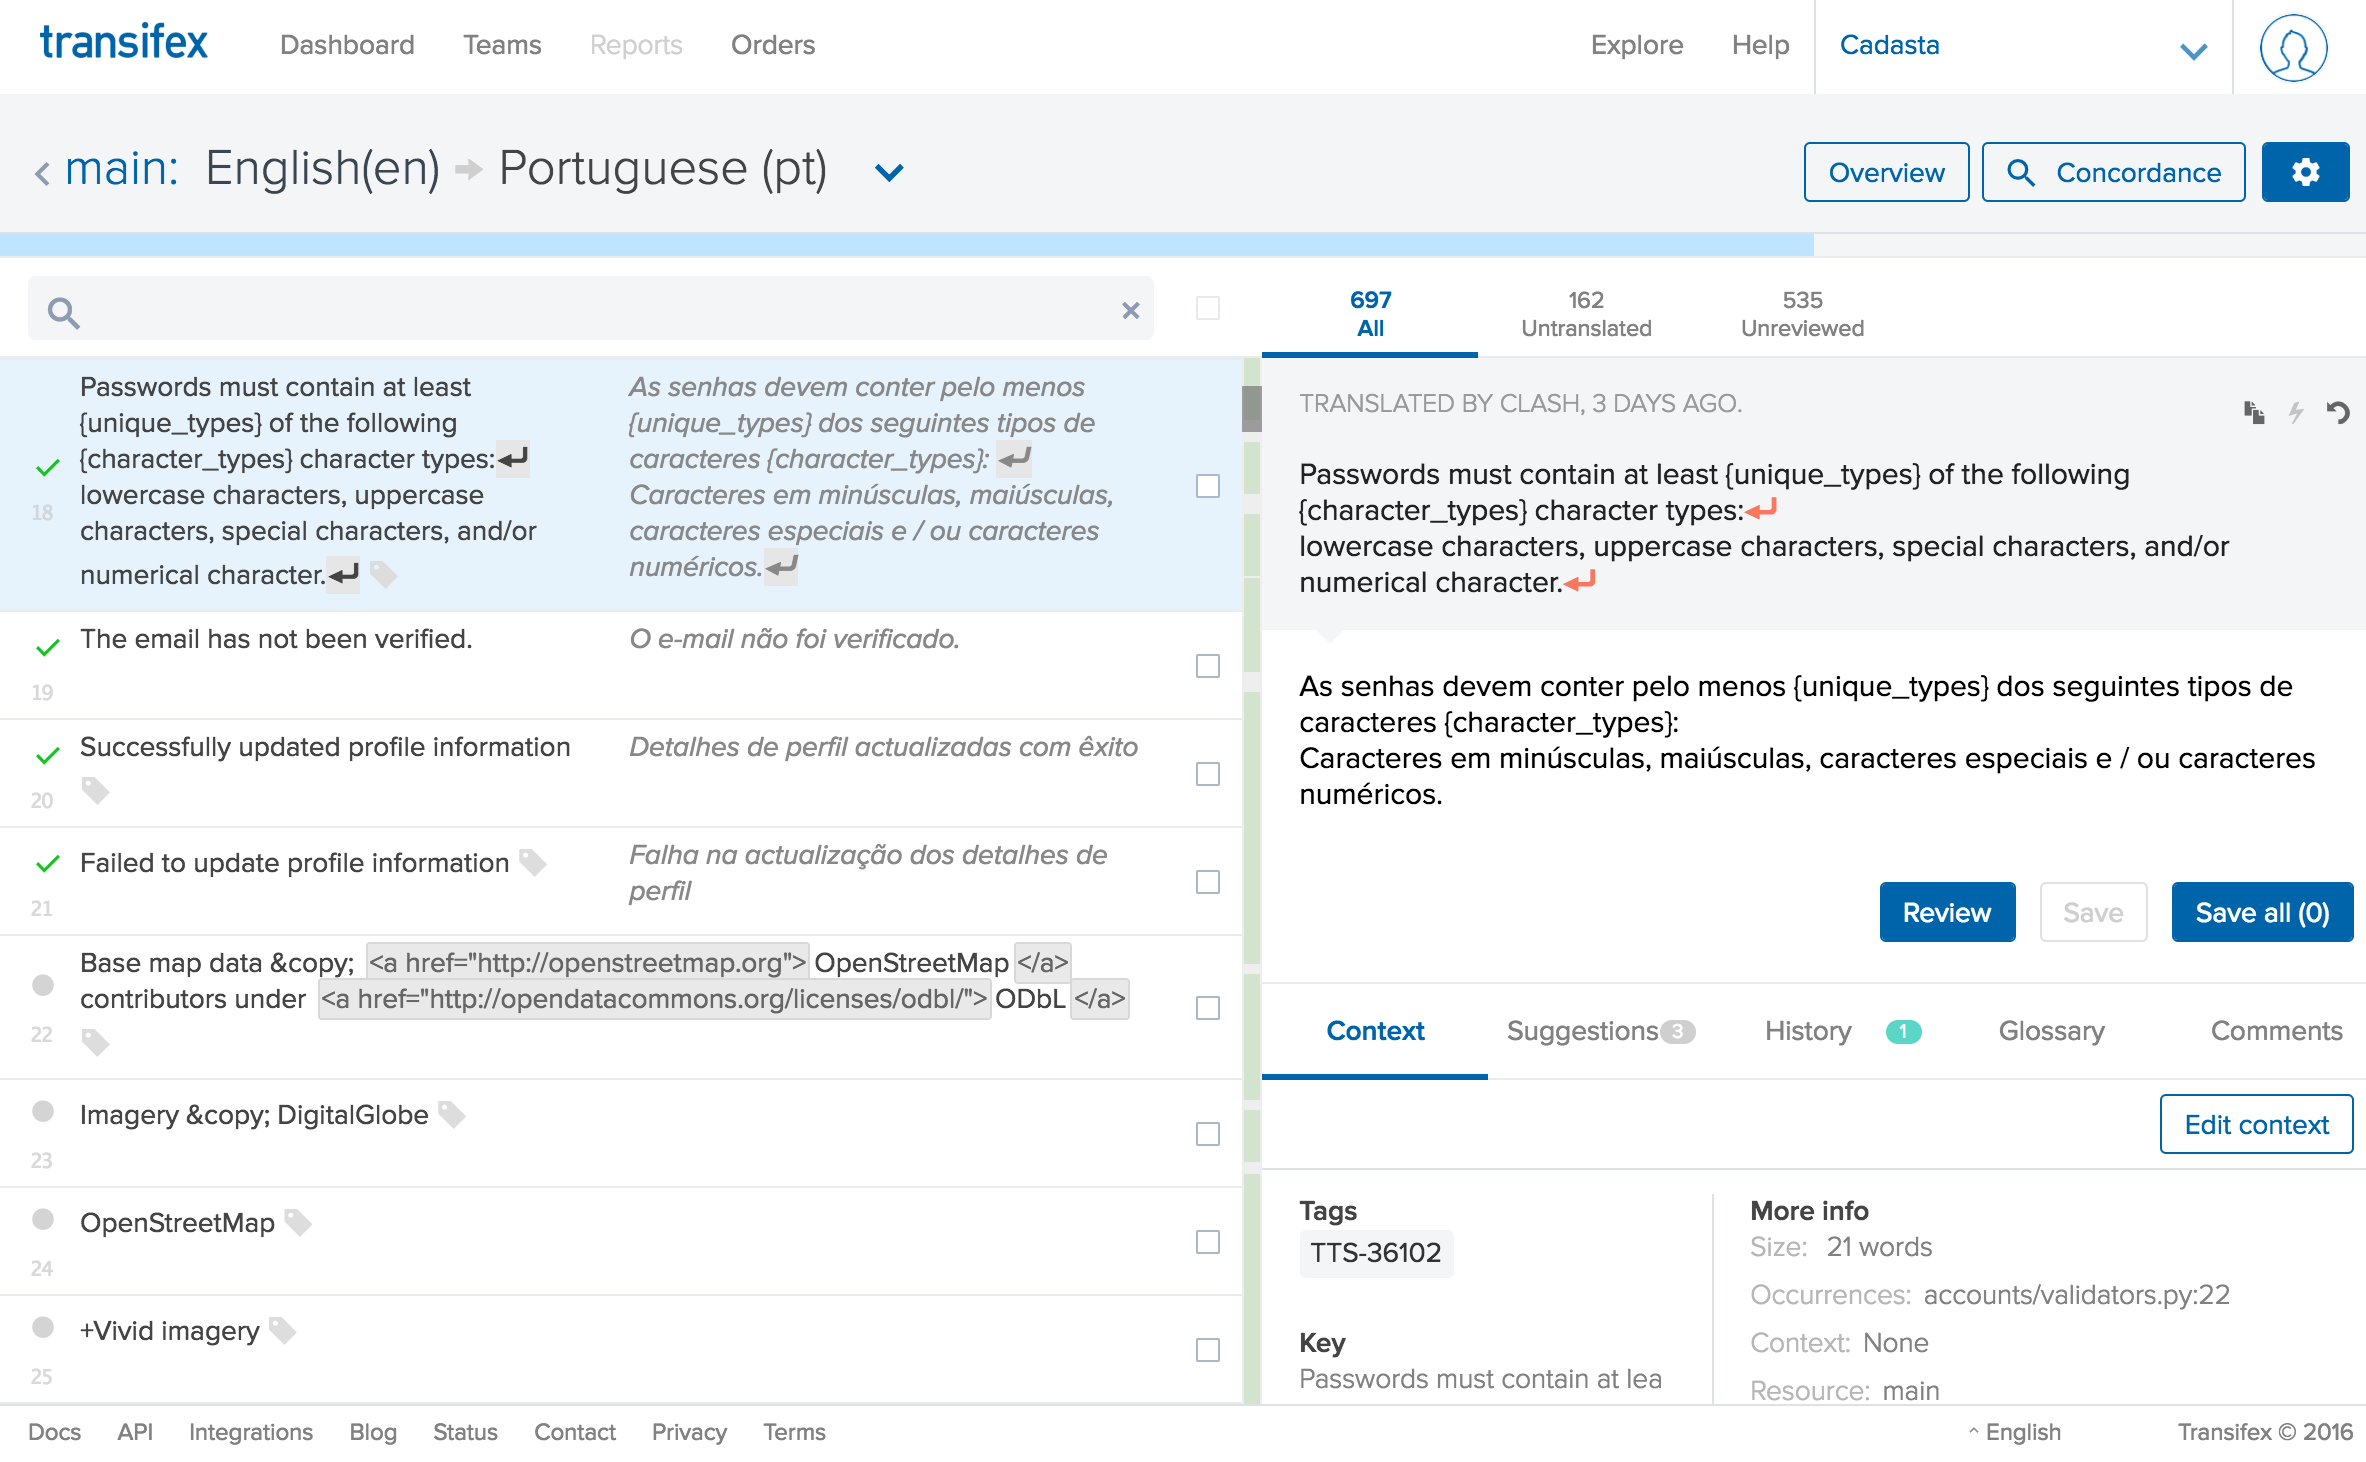 transifex
Dashboard
Teams
Reports
Orders
Explore
Help
Cadasta
main: English(en) Portuguese (pt)
Overview
Concordance
697
All
162
Untranslated
535
Unreviewed
18
Passwords must contain at least
{unique_types} of the following
{character_types} character types:
lowercase characters, uppercase
characters, special characters, and/or
numerical character.
As senhas devem conter pelo menos
{unique_types} dos seguintes tipos de
caracteres {character_types}:
Caracteres em minúsculas, maiúsculas,
caracteres especiais e / ou caracteres
numéricos.
19
The email has not been verified.
O e-mail não foi verificado.
20
Successfully updated profile information
Detalhes de perfil actualizadas com êxito
21
Failed to update profile information
Falha na actualização dos detalhes de
perfil
22
Base map data &copy; <a href="http://openstreetmap.org"> OpenStreetMap </a>
contributors under <a href="http://opendatacommons.org/licenses/odbl/"> ODbL </a>
23
Imagery &copy; DigitalGlobe
24
OpenStreetMap
25
+Vivid imagery
TRANSLATED BY CLASH, 3 DAYS AGO.
Passwords must contain at least {unique_types} of the following
{character_types} character types:
lowercase characters, uppercase characters, special characters, and/or
numerical character.
As senhas devem conter pelo menos {unique_types} dos seguintes tipos de
caracteres {character_types}:
Caracteres em minúsculas, maiúsculas, caracteres especiais e / ou caracteres
numéricos.
Review
Save
Save all (0)
Context
Suggestions 3
History 1
Glossary
Comments
Edit context
Tags
TTS-36102
Key
Passwords must contain at lea
More info
Size: 21 words
Occurrences: accounts/validators.py:22
Context: None
Resource: main
Docs
API
Integrations
Blog
Status
Contact
Privacy
Terms
^ English
Transifex © 2016